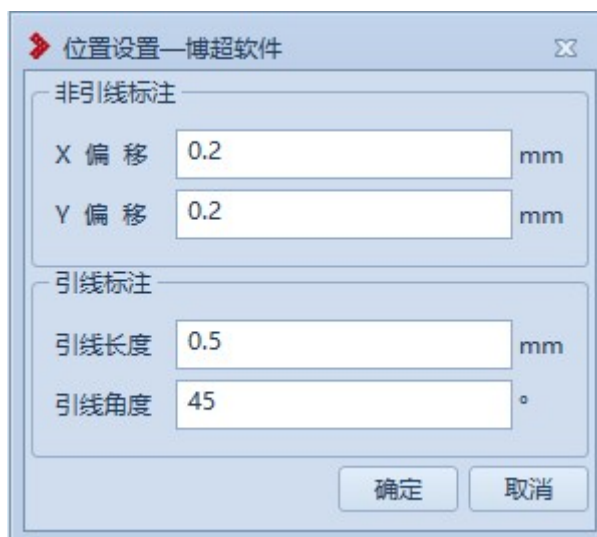 位置设置—博超软件
非引线标注
X 偏 移 0.2 mm
Y 偏 移 0.2 mm
引线标注
引线长度 0.5 mm
引线角度 45 °
确定 取消